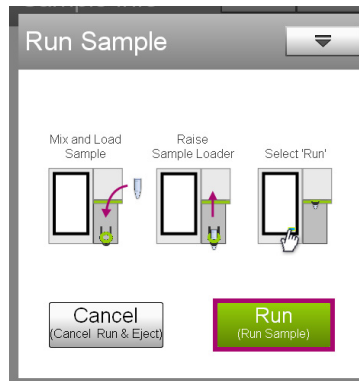 Run Sample
Mix and Load
Sample
Raise
Sample Loader
Select 'Run'
Cancel
(Cancel Run & Eject)
Run
(Run Sample)